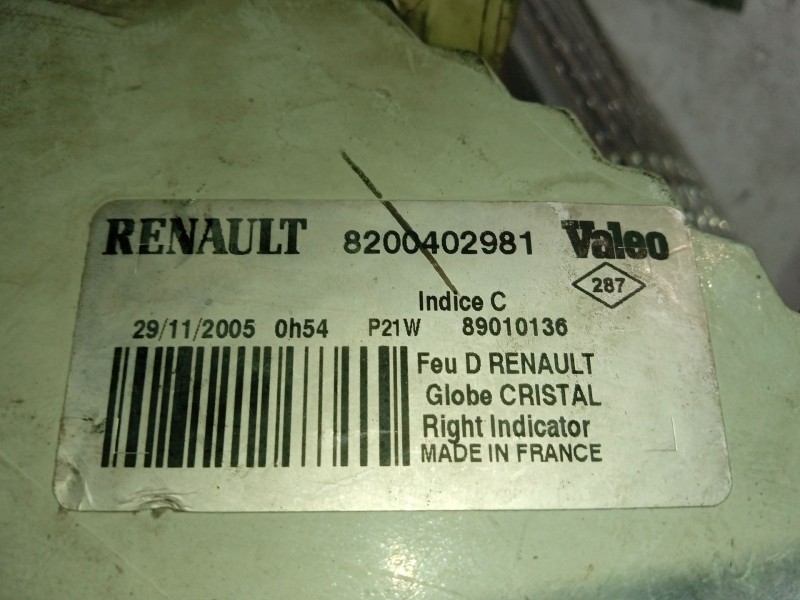 RENAULT 8200402981 Valeo
287
Indice C
29/11/2005 0h54 P21W 89010136
Feu D RENAULT
Globe CRISTAL
Right Indicator
MADE IN FRANCE